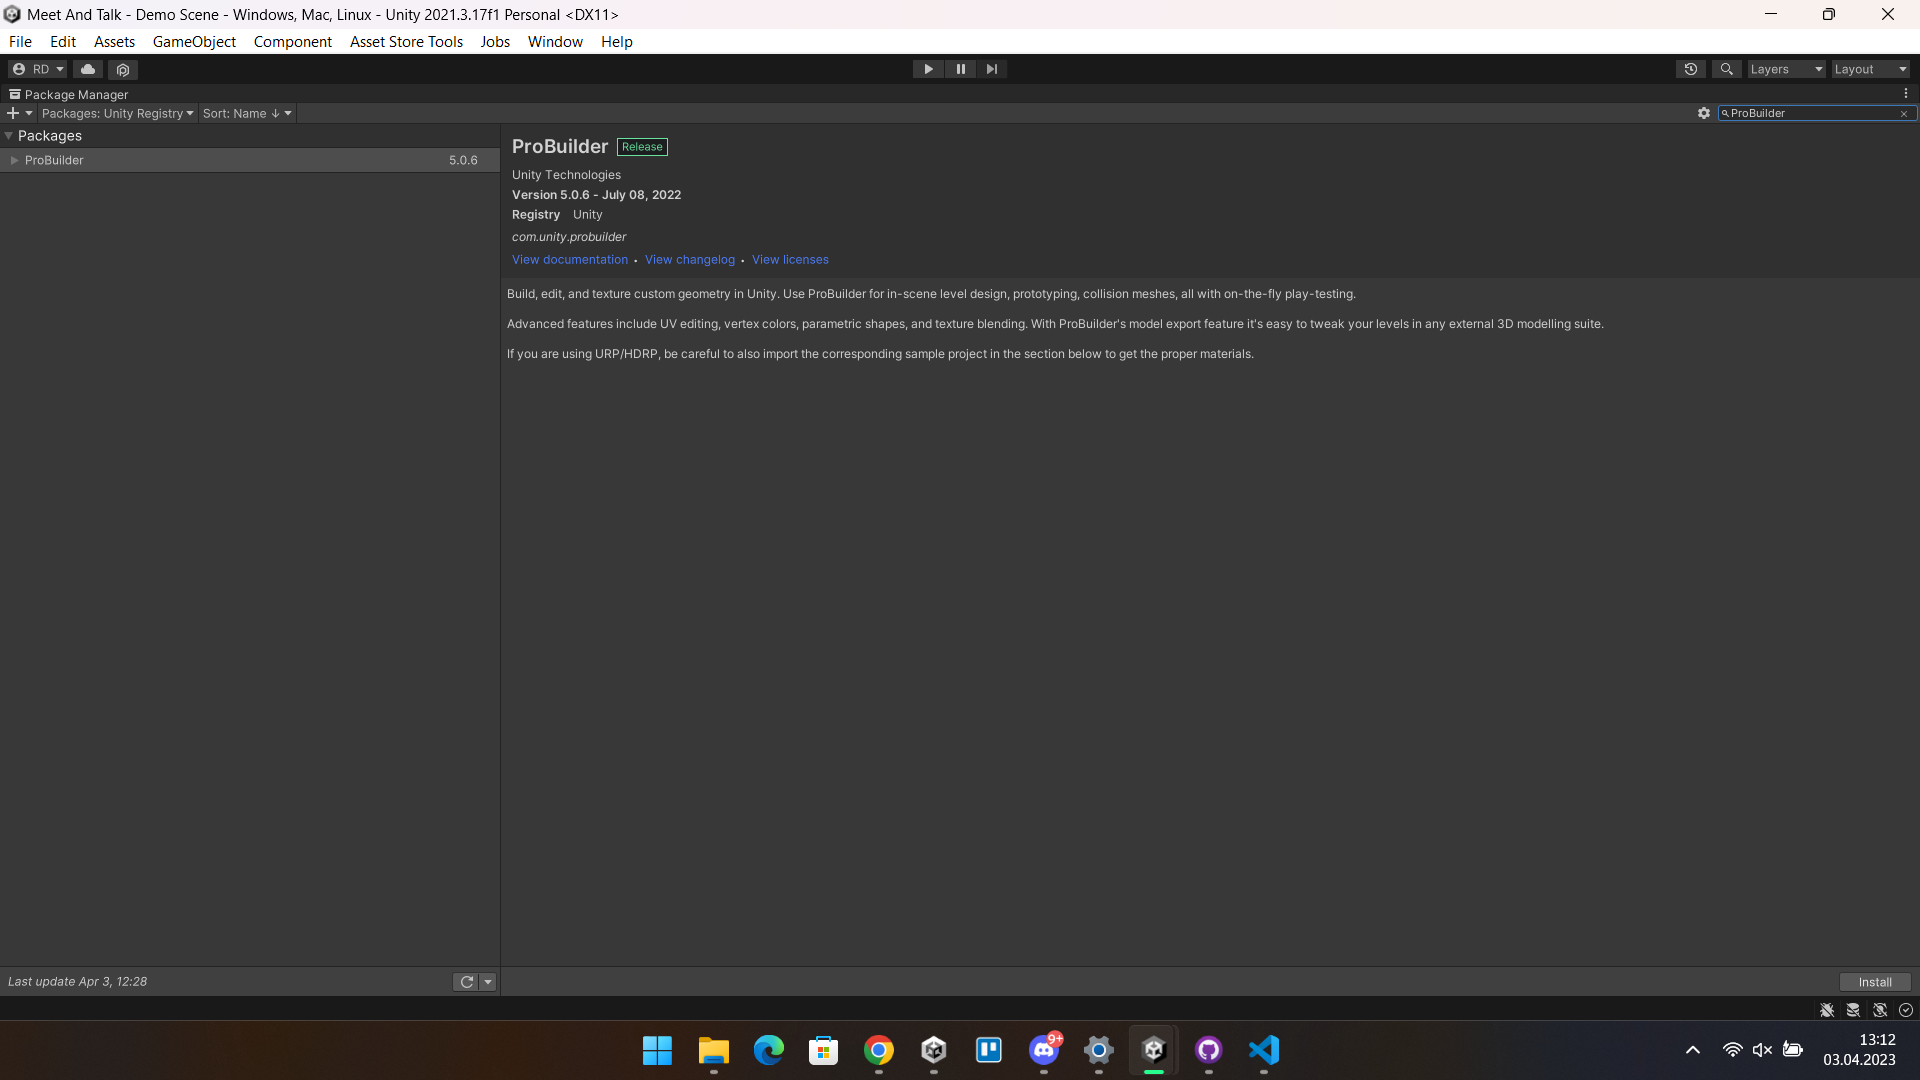 Meet And Talk - Demo Scene - Windows, Mac, Linux - Unity 2021.3.17f1 Personal <DX11>
File Edit Assets GameObject Component Asset Store Tools Jobs Window Help
RD Layers Layout
Package Manager
Packages: Unity Registry Sort: Name ↓ ProBuilder
Packages
ProBuilder 5.0.6
ProBuilder Release
Unity Technologies
Version 5.0.6 - July 08, 2022
Registry Unity
com.unity.probuilder
View documentation • View changelog • View licenses
Build, edit, and texture custom geometry in Unity. Use ProBuilder for in-scene level design, prototyping, collision meshes, all with on-the-fly play-testing.
Advanced features include UV editing, vertex colors, parametric shapes, and texture blending. With ProBuilder's model export feature it's easy to tweak your levels in any external 3D modelling suite.
If you are using URP/HDRP, be careful to also import the corresponding sample project in the section below to get the proper materials.
Last update Apr 3, 12:28
Install
9+
13:12
03.04.2023